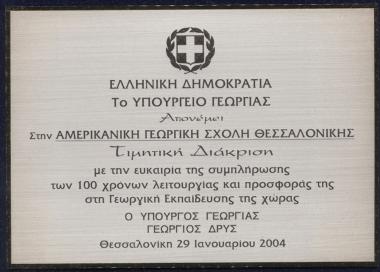 ΕΛΛΗΝΙΚΗ ΔΗΜΟΚΡΑΤΙΑ
Το ΥΠΟΥΡΓΕΙΟ ΓΕΩΡΓΙΑΣ
Απονέμει
Στην ΑΜΕΡΙΚΑΝΙΚΗ ΓΕΩΡΓΙΚΗ ΣΧΟΛΗ ΘΕΣΣΑΛΟΝΙΚΗΣ
Τιμητική Διάκριση
με την ευκαιρία της συμπλήρωσης
των 100 χρόνων λειτουργίας και προσφοράς της
στη Γεωργική Εκπαίδευσης της χώρας
Ο ΥΠΟΥΡΓΟΣ ΓΕΩΡΓΙΑΣ
ΓΕΩΡΓΙΟΣ ΔΡΥΣ
Θεσσαλονίκη 29 Ιανουαρίου 2004